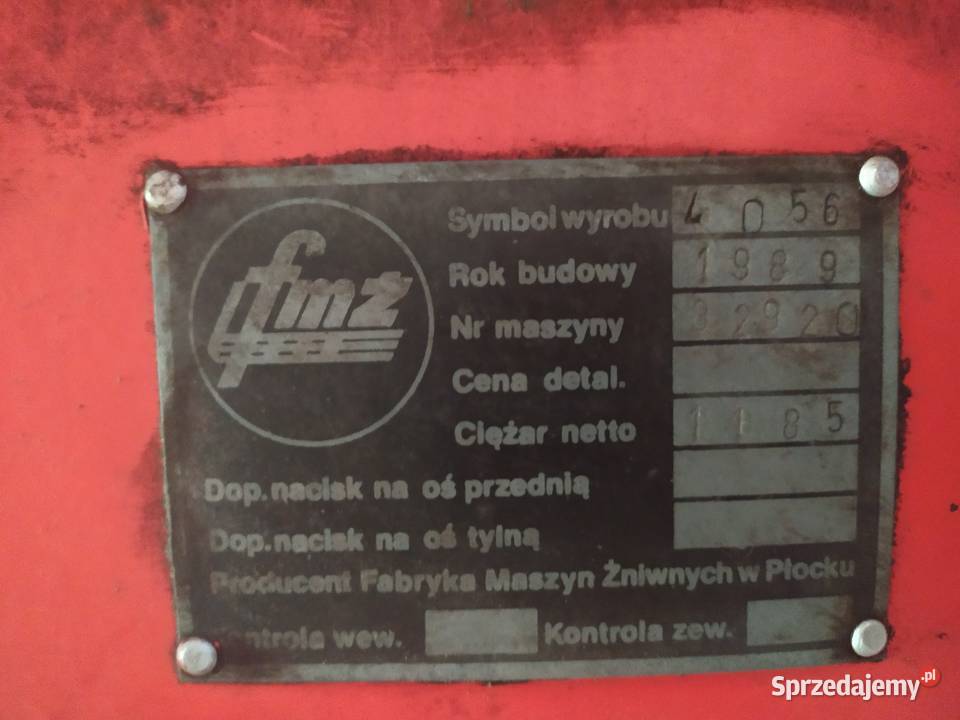 fmż
Symbol wyrobu 4056
Rok budowy 1989
Nr maszyny 32920
Cena detal.
Ciężar netto 1185
Dop. nacisk na oś przednią
Dop. nacisk na oś tylną
Producent Fabryka Maszyn Żniwnych w Płocku
Kontrola wew. Kontrola zew.
Sprzedajemy.pl